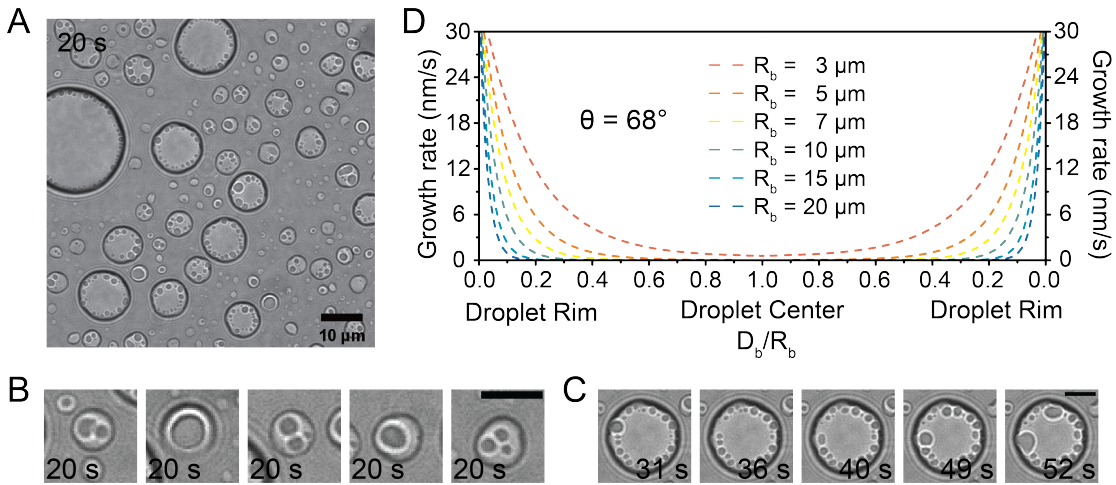 A
20 s
10 µm
D
Growth rate (nm/s)
30
24
18
12
6
0
θ = 68°
R_b = 3 µm
R_b = 5 µm
R_b = 7 µm
R_b = 10 µm
R_b = 15 µm
R_b = 20 µm
30
24
18
12
6
0
Growth rate (nm/s)
0.0 0.2 0.4 0.6 0.8 1.0 0.8 0.6 0.4 0.2 0.0
Droplet Rim Droplet Center Droplet Rim
D_b/R_b
B
20 s 20 s 20 s 20 s 20 s
C
31 s 36 s 40 s 49 s 52 s